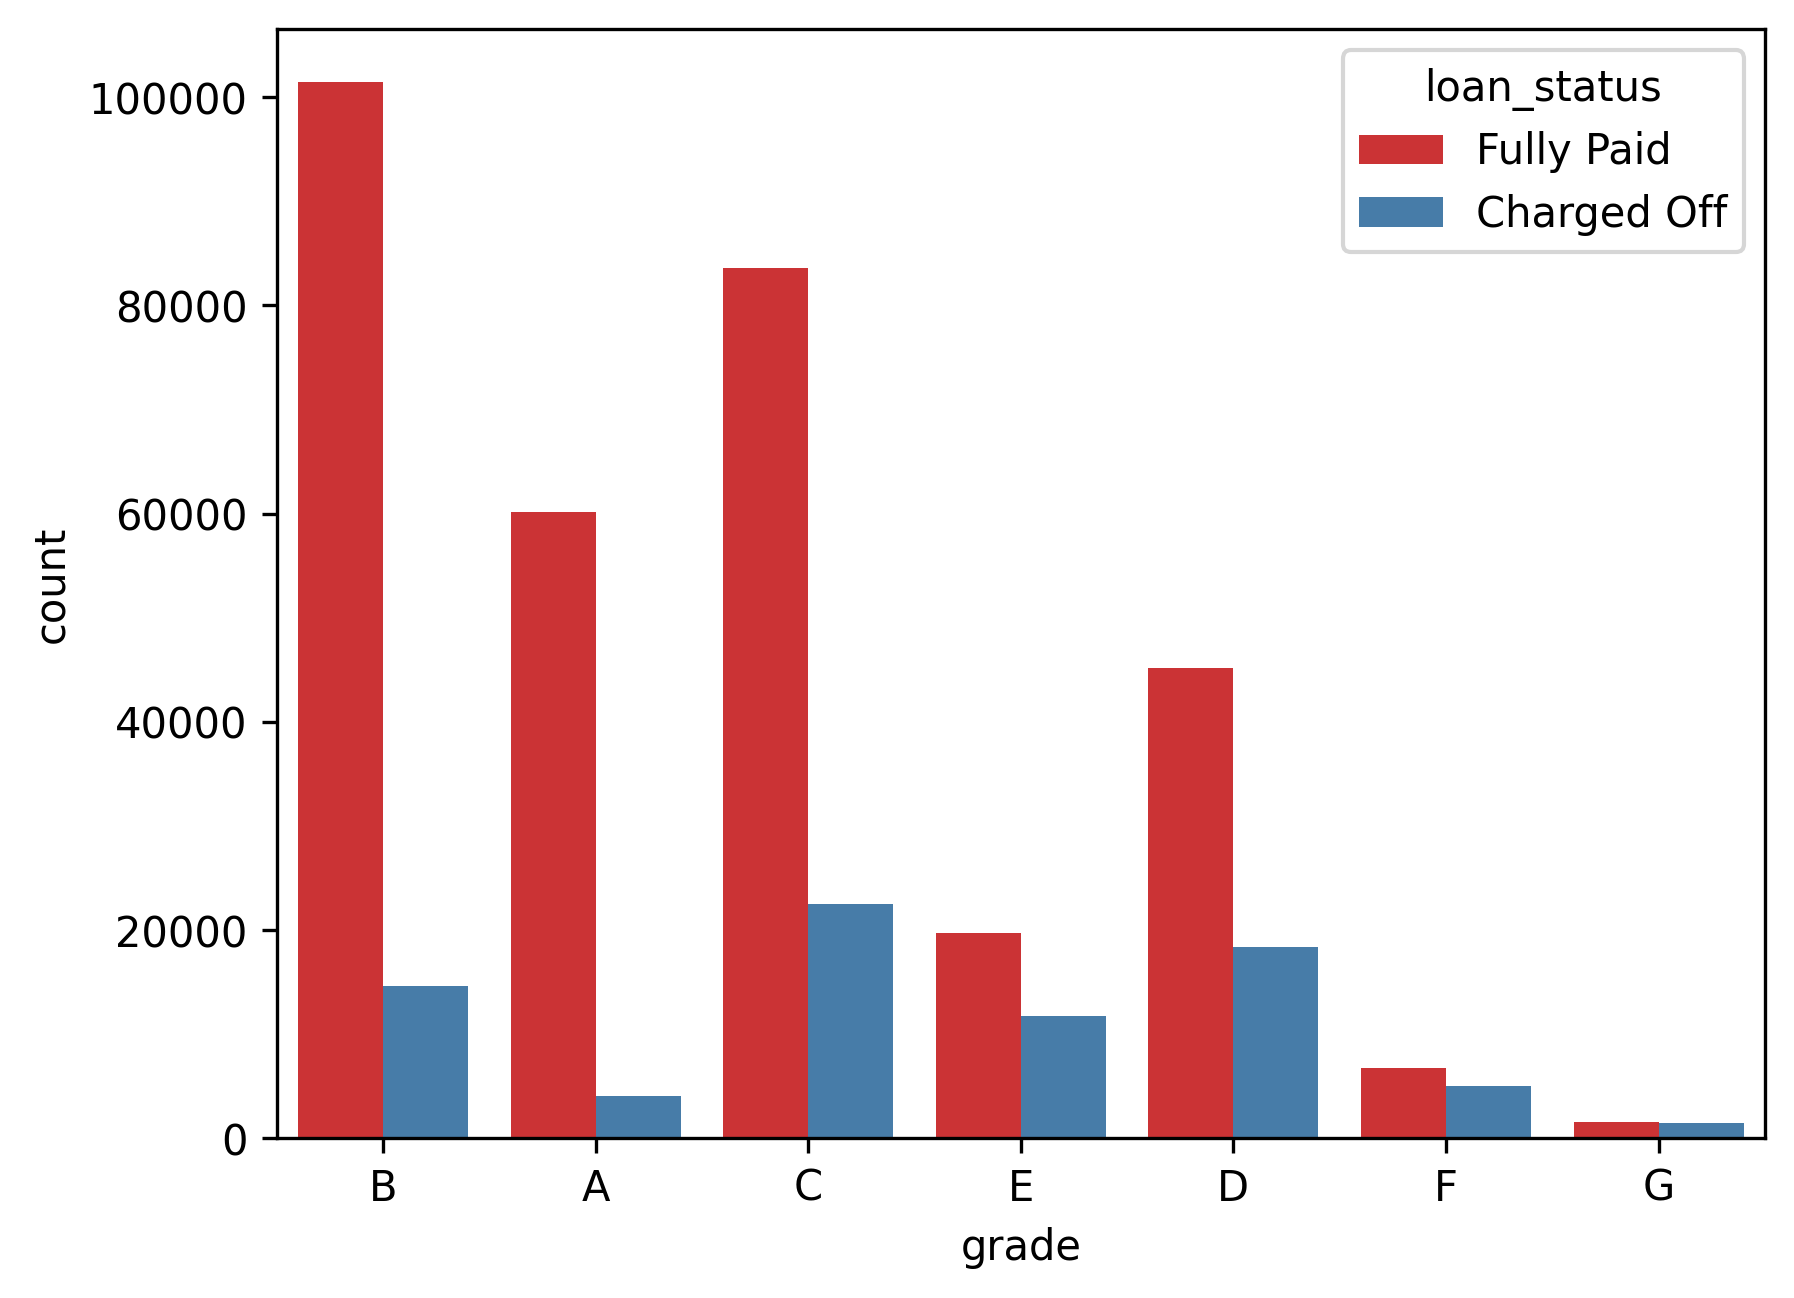 loan_status
Fully Paid
Charged Off
100000
80000
60000
40000
20000
0
count
B A C E D F G
grade